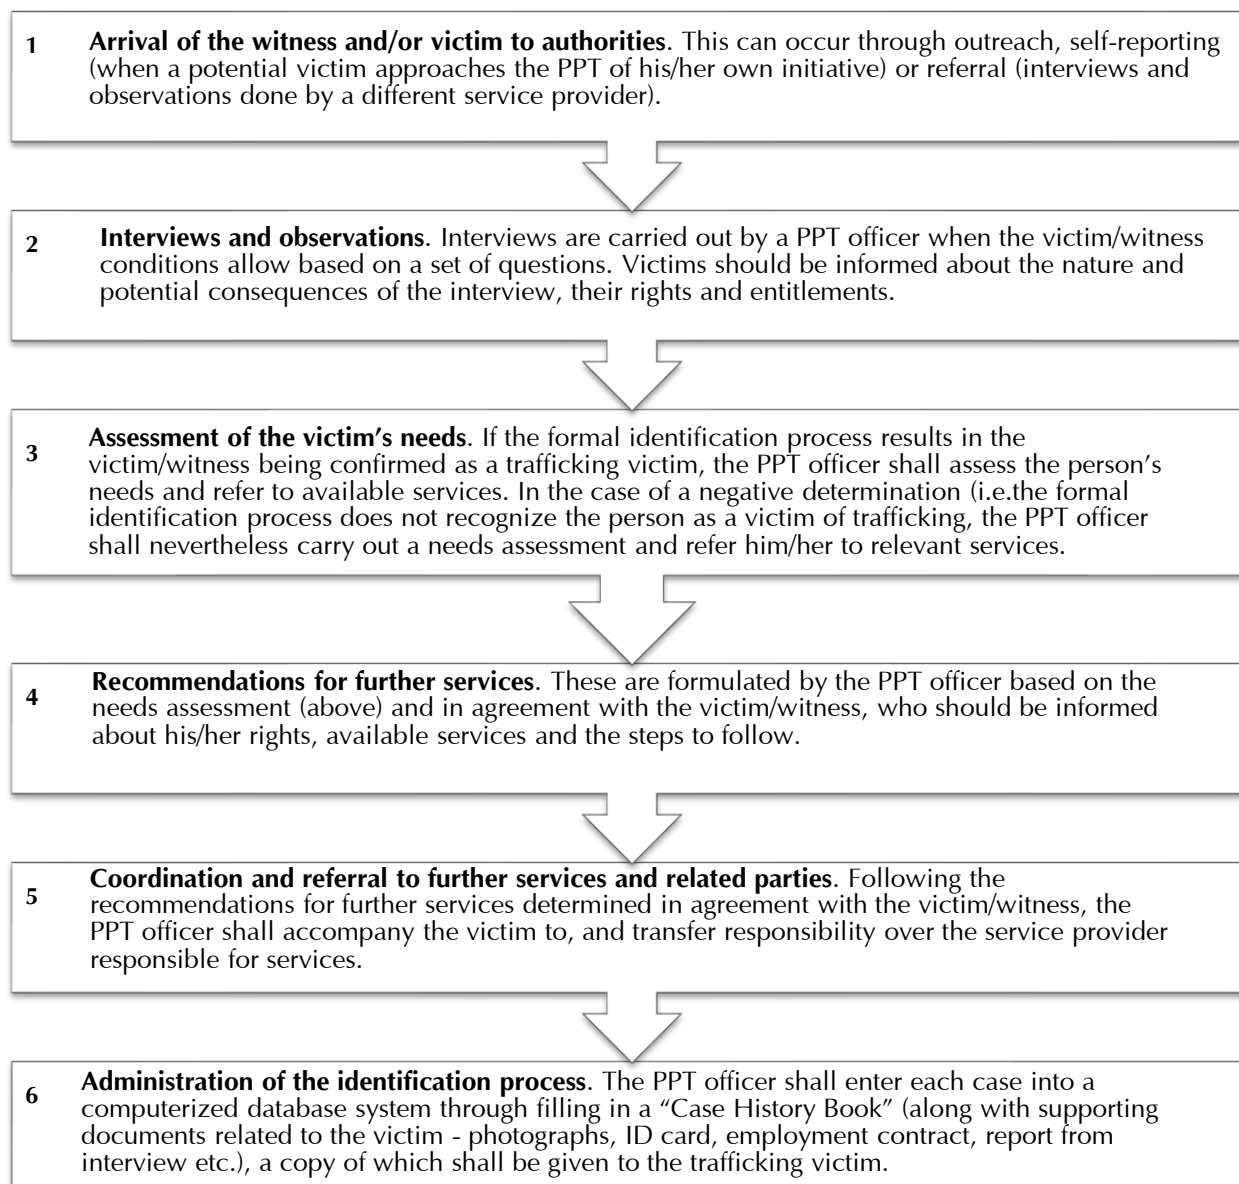 1 Arrival of the witness and/or victim to authorities. This can occur through outreach, self-reporting
(when a potential victim approaches the PPT of his/her own initiative) or referral (interviews and
observations done by a different service provider).
2 Interviews and observations. Interviews are carried out by a PPT officer when the victim/witness
conditions allow based on a set of questions. Victims should be informed about the nature and
potential consequences of the interview, their rights and entitlements.
3 Assessment of the victim's needs. If the formal identification process results in the
victim/witness being confirmed as a trafficking victim, the PPT officer shall assess the person's
needs and refer to available services. In the case of a negative determination (i.e.the formal
identification process does not recognize the person as a victim of trafficking, the PPT officer
shall nevertheless carry out a needs assessment and refer him/her to relevant services.
4 Recommendations for further services. These are formulated by the PPT officer based on the
needs assessment (above) and in agreement with the victim/witness, who should be informed
about his/her rights, available services and the steps to follow.
5 Coordination and referral to further services and related parties. Following the
recommendations for further services determined in agreement with the victim/witness, the
PPT officer shall accompany the victim to, and transfer responsibility over the service provider
responsible for services.
6 Administration of the identification process. The PPT officer shall enter each case into a
computerized database system through filling in a “Case History Book” (along with supporting
documents related to the victim - photographs, ID card, employment contract, report from
interview etc.), a copy of which shall be given to the trafficking victim.